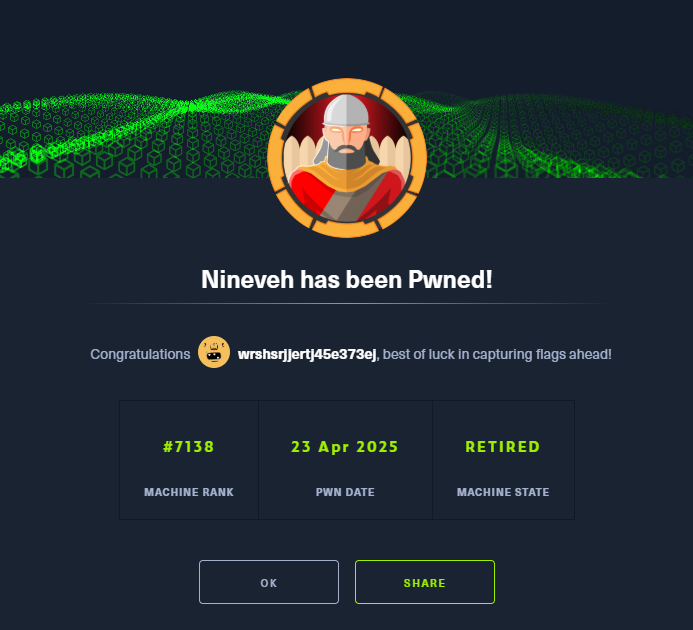 Nineveh has been Pwned!
Congratulations wrshsrjjertj45e373ej, best of luck in capturing flags ahead!
#7138 23 Apr 2025 RETIRED
MACHINE RANK PWN DATE MACHINE STATE
OK SHARE